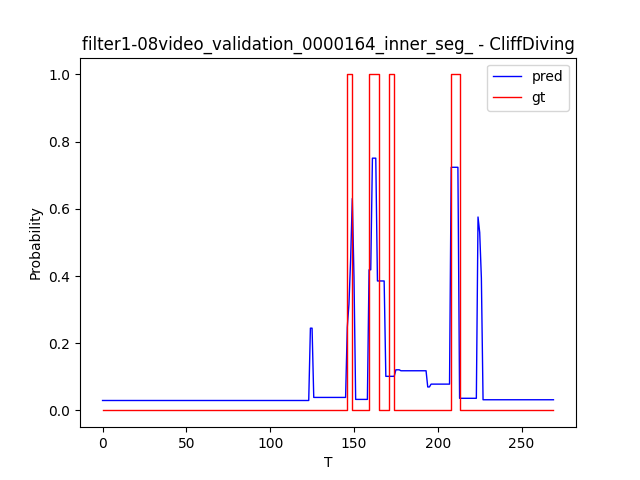 filter1-08video_validation_0000164_inner_seg_ - CliffDiving
pred
gt
1.0
0.8
0.6
0.4
0.2
0.0
Probability
0 50 100 150 200 250
T